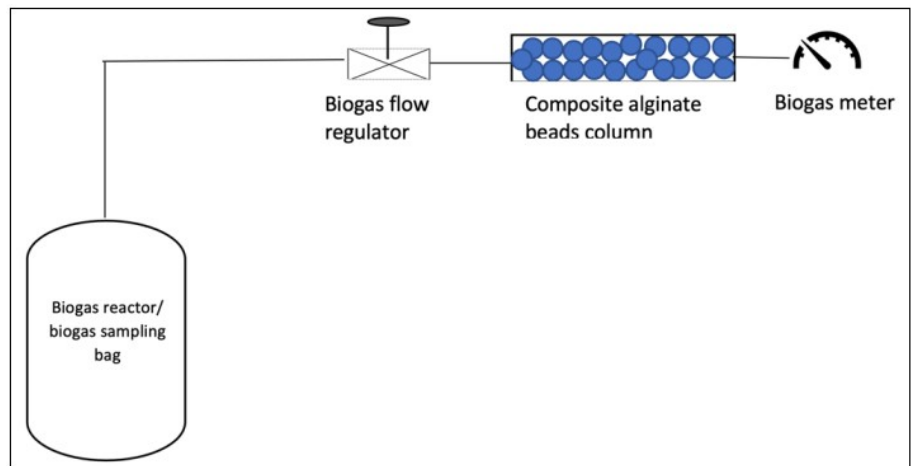 Biogas flow
regulator
Composite alginate
beads column
Biogas meter
Biogas reactor/
biogas sampling
bag